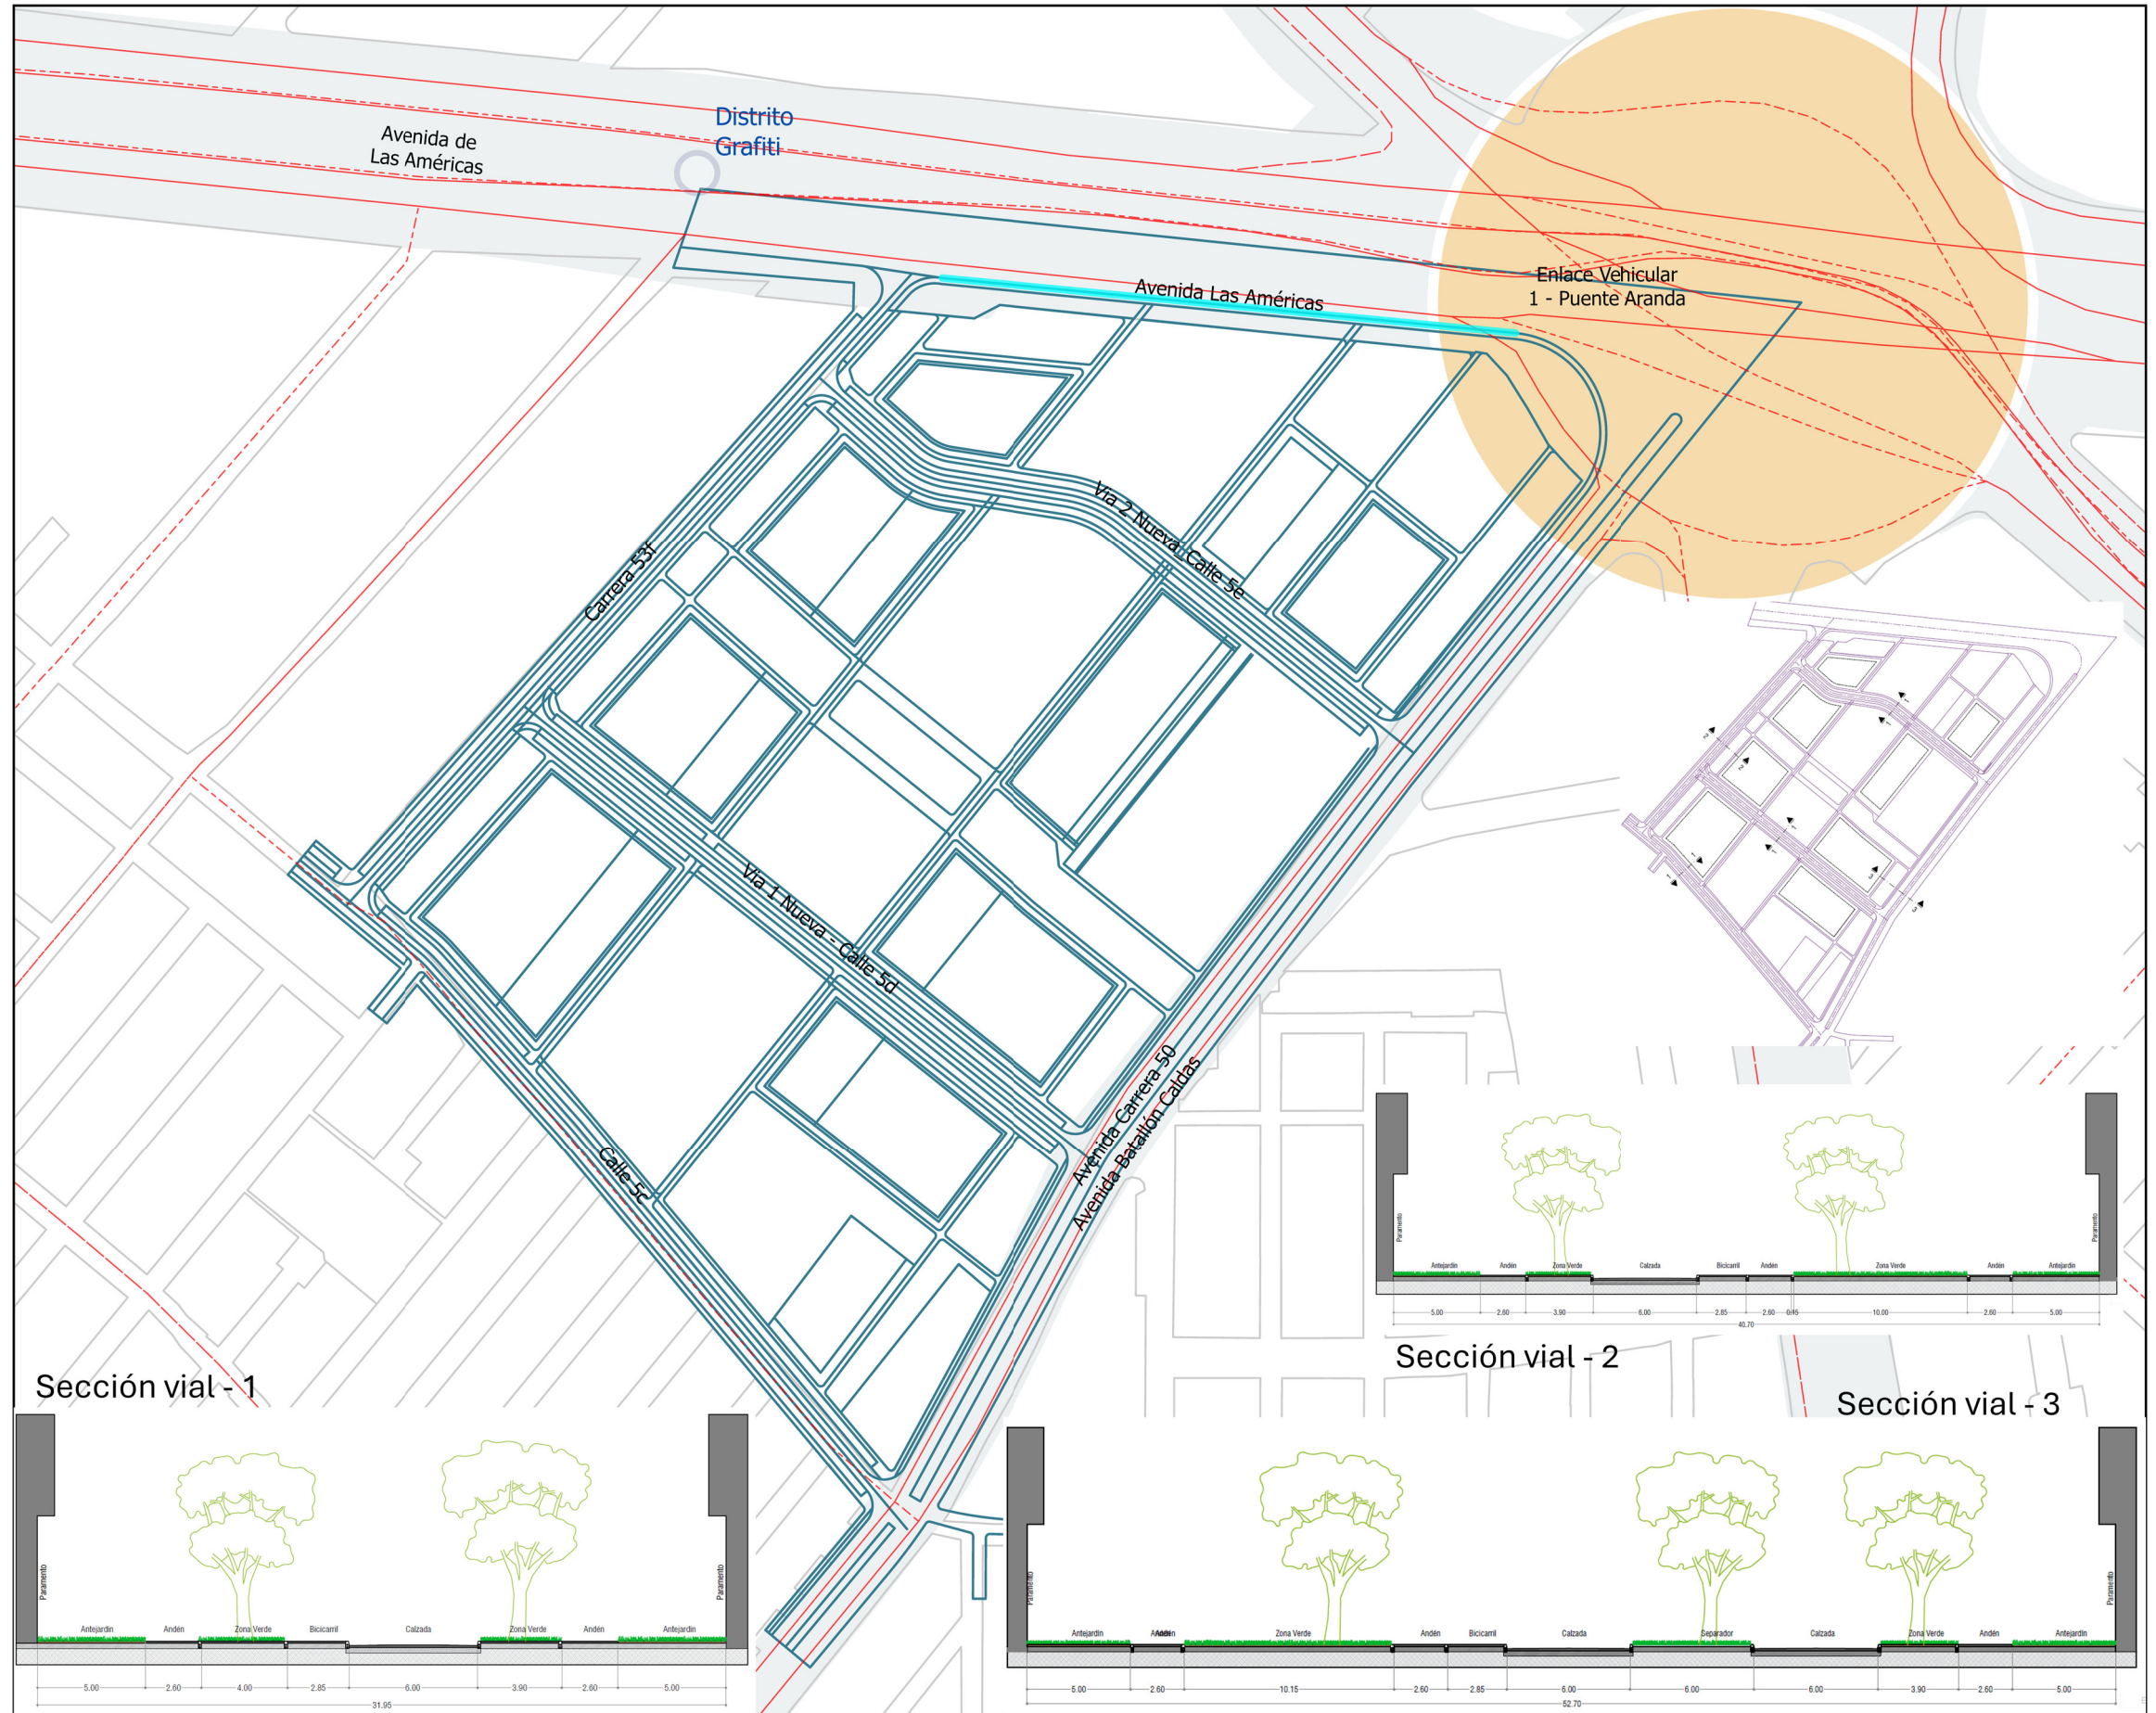 Distrito
Grafiti
Avenida de
Las Américas
Enlace Vehicular
1 - Puente Aranda
Avenida Las Américas
Vía 2 Nueva. Calle 5e
Carrera 53f
Vía 1 Nueva - Calle 5d
Avenida Carrera 50
Avenida Batallón Caldas
Calle 5c
Paramento
Paramento
Antejardín Andén Zona Verde Calzada Bicicarril Andén Zona Verde Andén Antejardín
5.00 2.60 3.90 6.00 2.85 2.60 0.15 10.00 2.60 5.00
40.70
Sección vial - 2
Sección vial - 1
Paramento
Paramento
Antejardín Andén Zona Verde Bicicarril Calzada Zona Verde Andén Antejardín
5.00 2.60 4.00 2.85 6.00 3.90 2.60 5.00
31.95
Sección vial - 3
Paramento
Paramento
Antejardín Andén Zona Verde Andén Bicicarril Calzada Separador Calzada Zona Verde Andén Antejardín
5.00 2.60 10.15 2.60 2.85 6.00 6.00 6.00 3.90 2.60 5.00
52.70